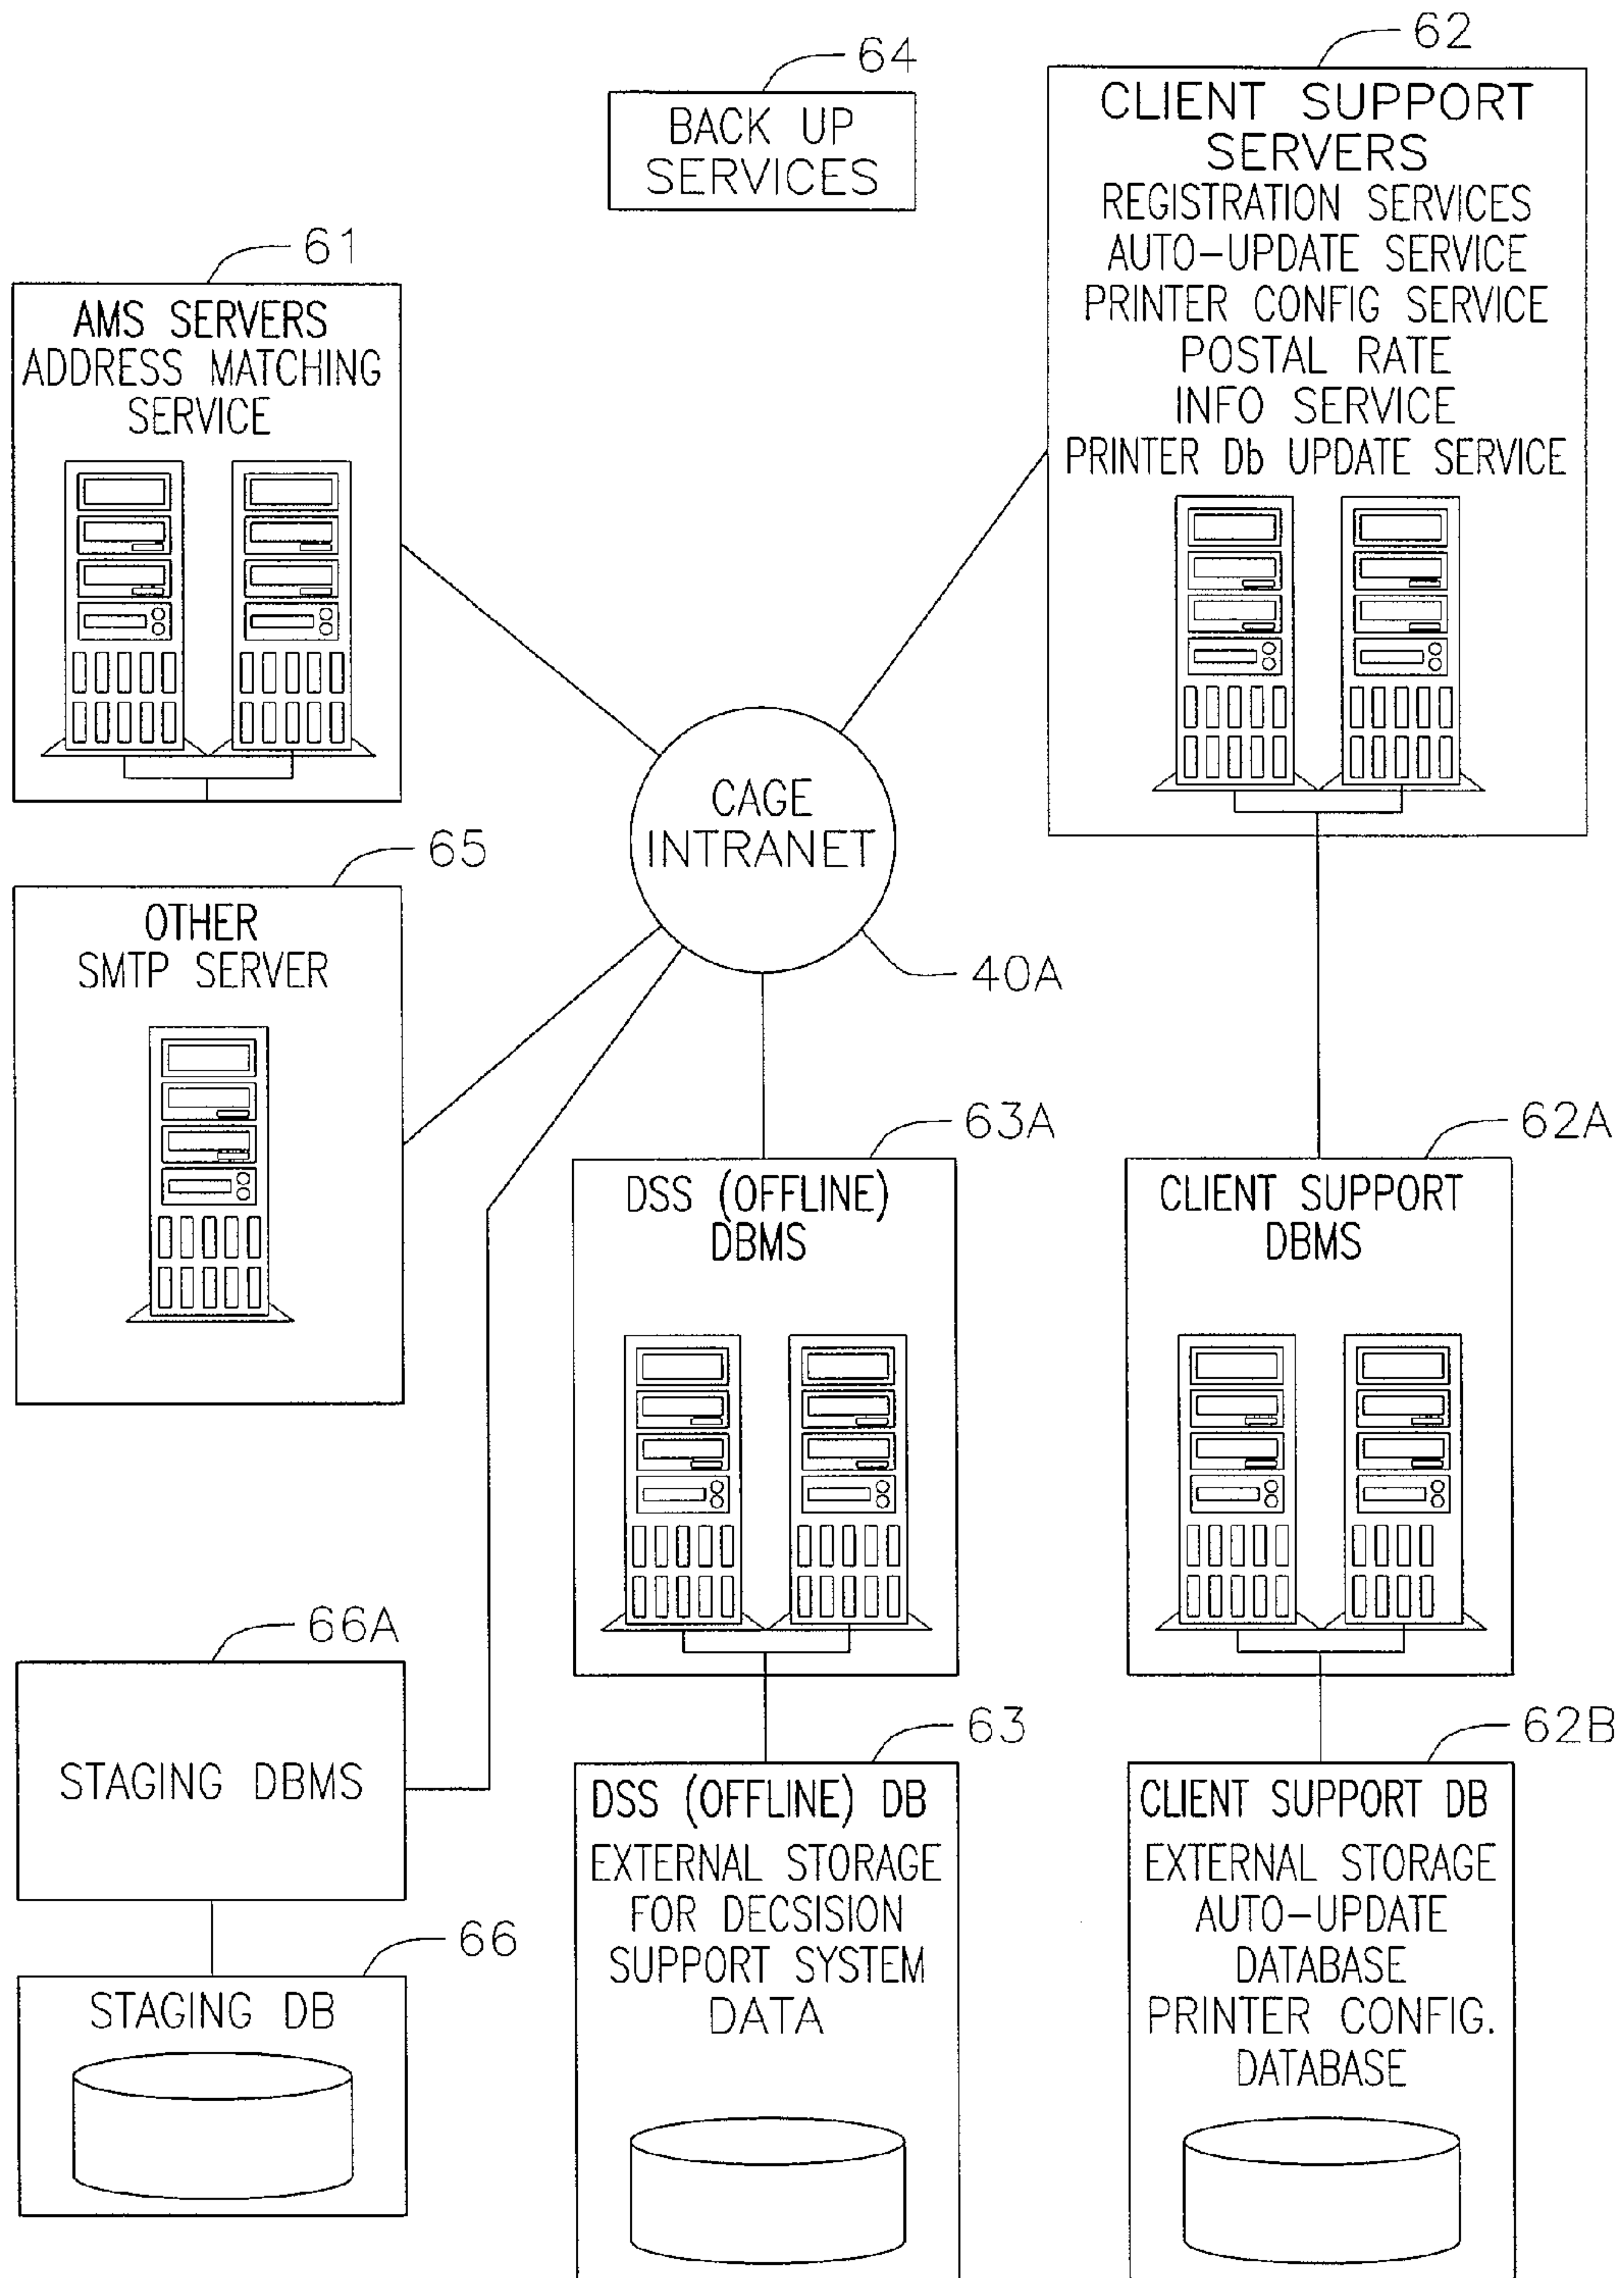 64
BACK UP
SERVICES
62
CLIENT SUPPORT
SERVERS
REGISTRATION SERVICES
AUTO-UPDATE SERVICE
PRINTER CONFIG SERVICE
POSTAL RATE
INFO SERVICE
PRINTER Db UPDATE SERVICE
61
AMS SERVERS
ADDRESS MATCHING
SERVICE
CAGE
INTRANET
40A
65
OTHER
SMTP SERVER
63A
DSS (OFFLINE)
DBMS
62A
CLIENT SUPPORT
DBMS
66A
STAGING DBMS
66
STAGING DB
63
DSS (OFFLINE) DB
EXTERNAL STORAGE
FOR DECSISION
SUPPORT SYSTEM
DATA
62B
CLIENT SUPPORT DB
EXTERNAL STORAGE
AUTO-UPDATE
DATABASE
PRINTER CONFIG.
DATABASE